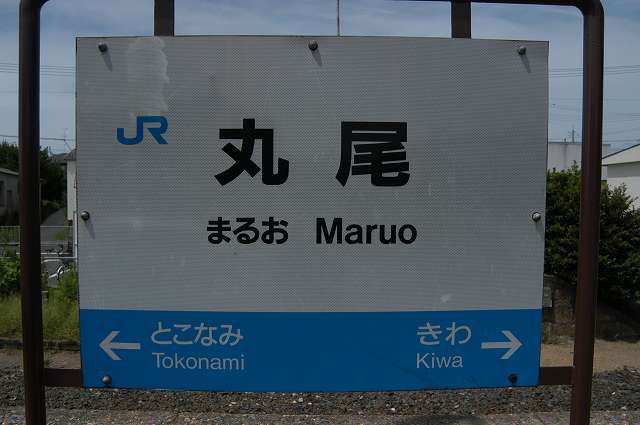 JR
丸尾
まるお Maruo
← とこなみ きわ →
Tokonami Kiwa